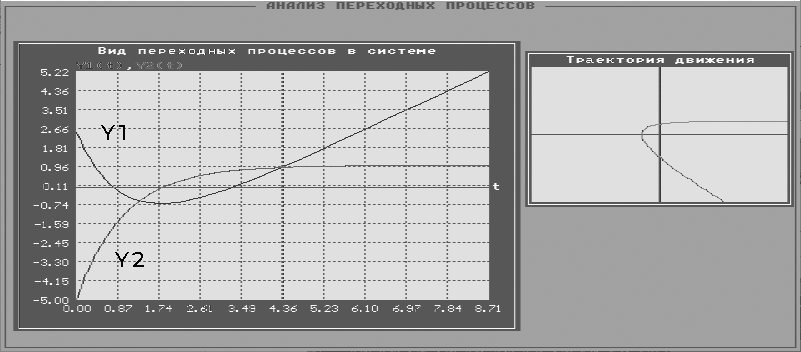 АНАЛИЗ ПЕРЕХОДНЫХ ПРОЦЕССОВ
Вид переходных процессов в системе
Y1(t),Y2(t)
5.22
4.36
3.51
2.66
1.81
0.96
0.11
-0.74
-1.59
-2.45
-3.30
-4.15
-5.00
Y1
Y2
t
0.00 0.87 1.74 2.61 3.49 4.36 5.23 6.10 6.97 7.84 8.71
Траектория движения